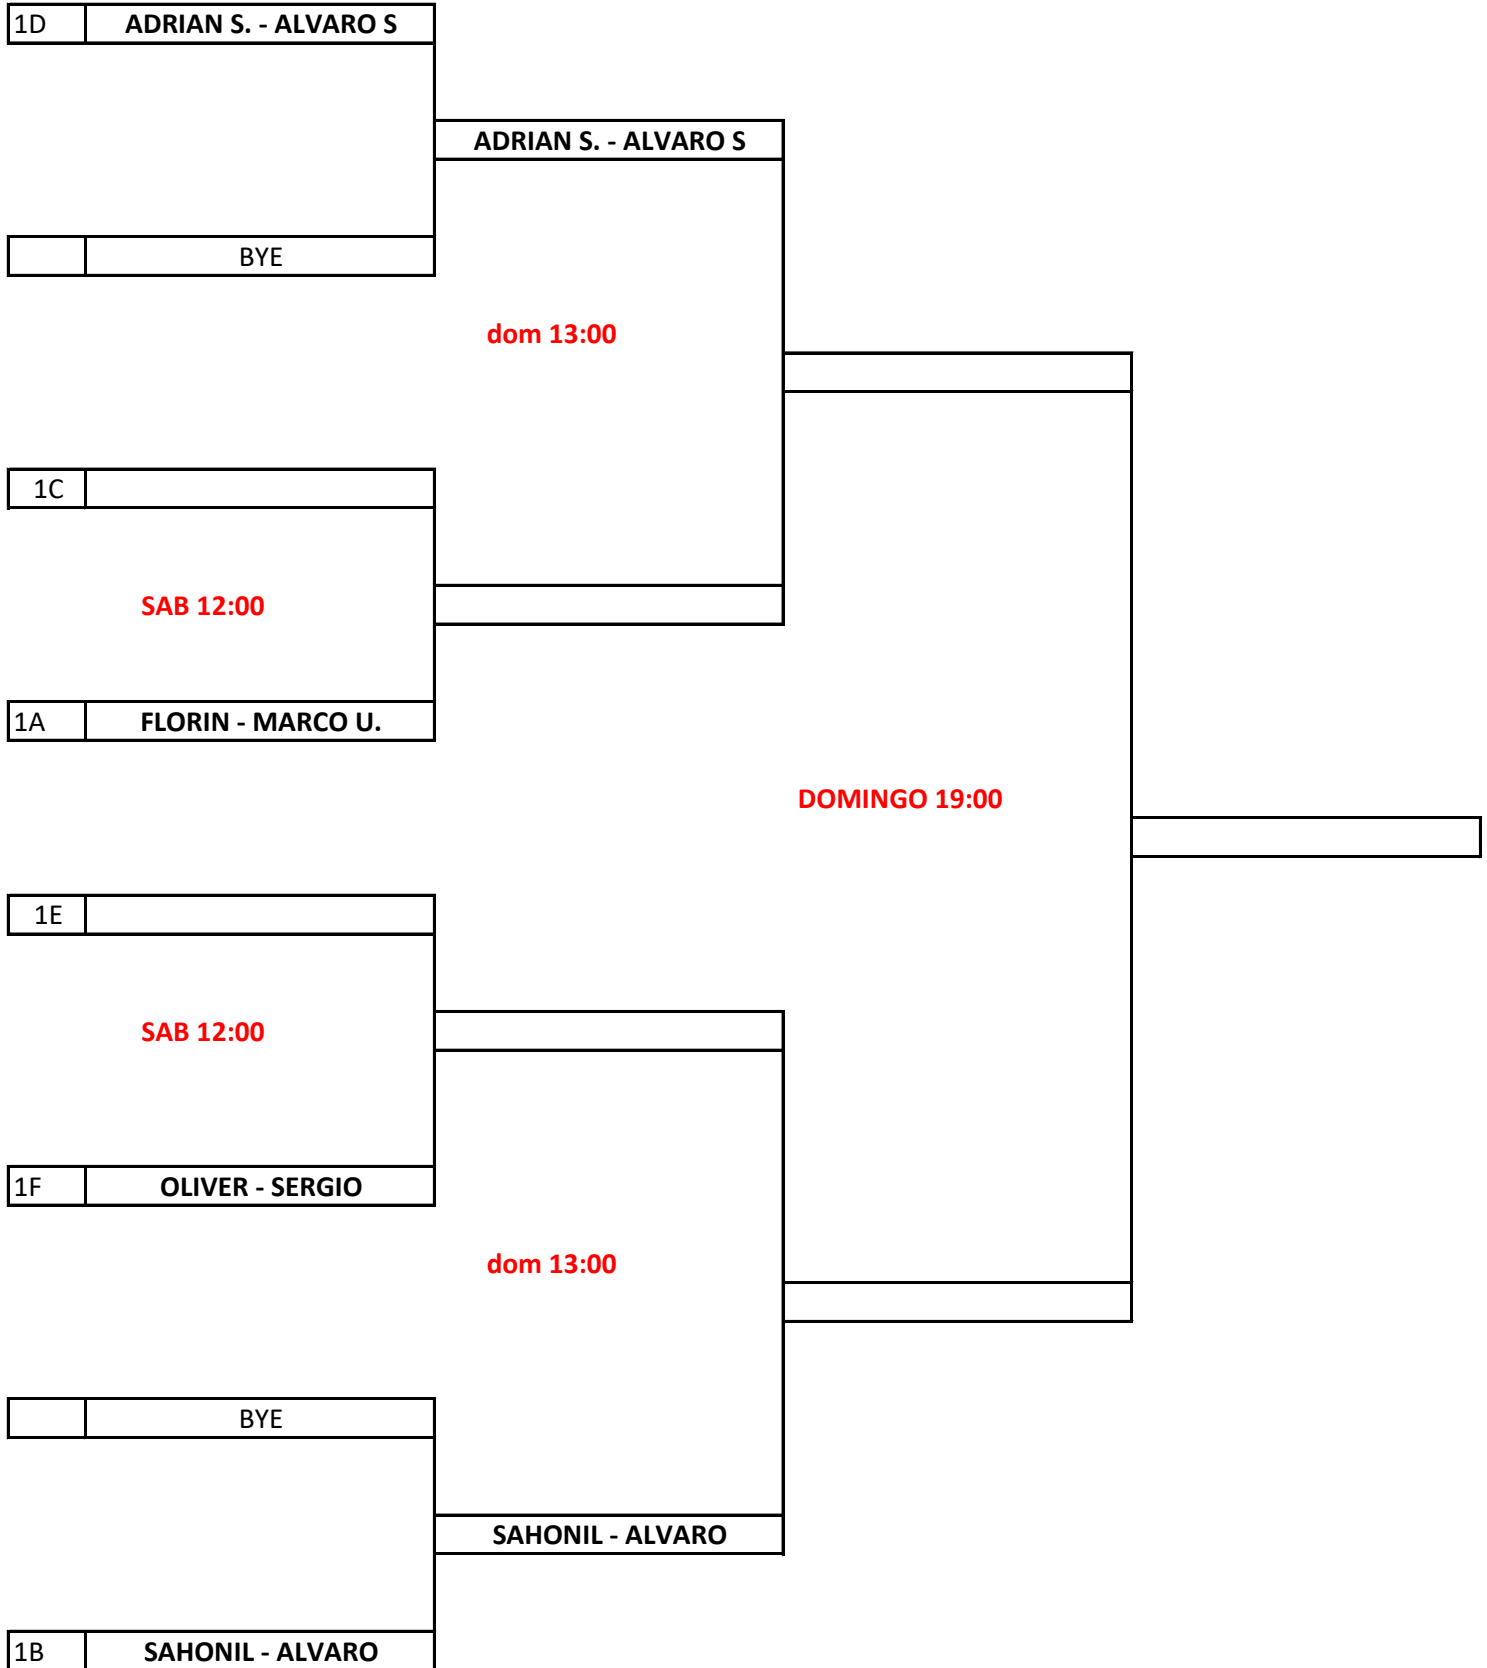 1D ADRIAN S. - ALVARO S
ADRIAN S. - ALVARO S
BYE
dom 13:00
1C
SAB 12:00
1A FLORIN - MARCO U.
DOMINGO 19:00
1E
SAB 12:00
1F OLIVER - SERGIO
dom 13:00
BYE
SAHONIL - ALVARO
1B SAHONIL - ALVARO